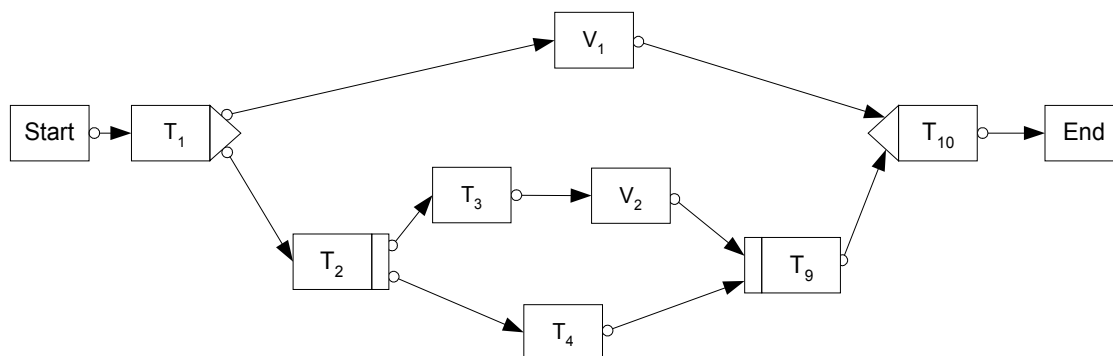 V₁
Start
T₁
T₁₀
End
T₃
V₂
T₂
T₉
T₄